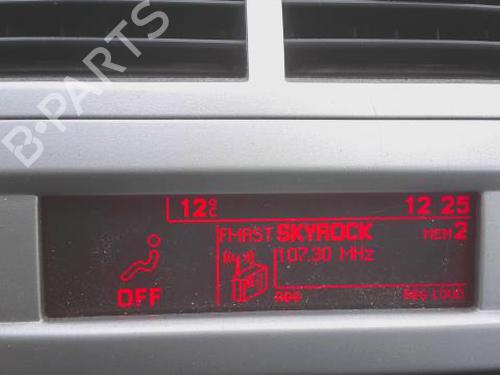 B-PARTS
12°C
12 25
FMAST SKYROCK
MEM 2
107.30 MHz
OFF